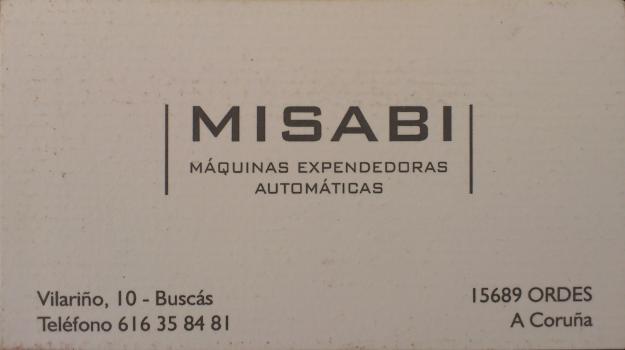 MISABI
MÁQUINAS EXPENDEDORAS
AUTOMÁTICAS
Vilariño, 10 - Buscás
Teléfono 616 35 84 81
15689 ORDES
A Coruña